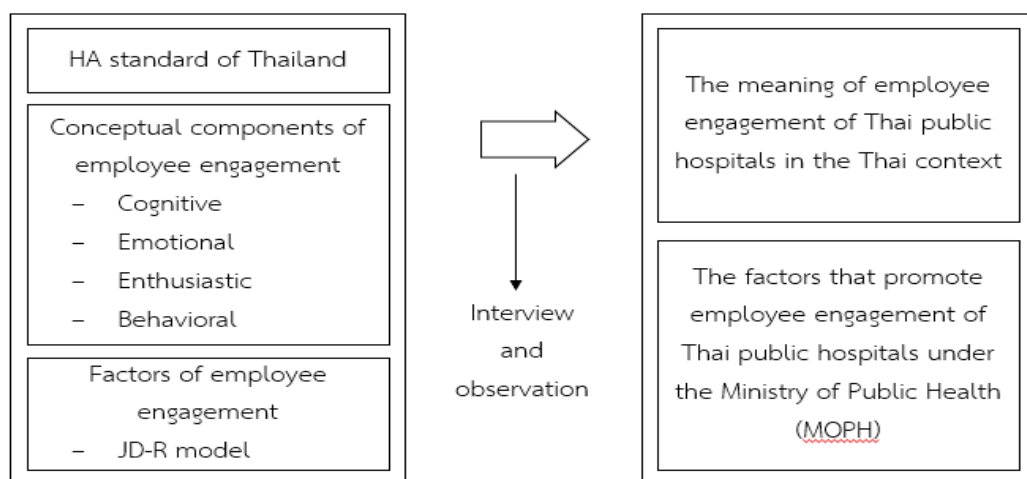 HA standard of Thailand
Conceptual components of
employee engagement
– Cognitive
– Emotional
– Enthusiastic
– Behavioral
Factors of employee
engagement
– JD-R model
Interview
and
observation
The meaning of employee
engagement of Thai public
hospitals in the Thai context
The factors that promote
employee engagement of
Thai public hospitals under
the Ministry of Public Health
(MOPH)